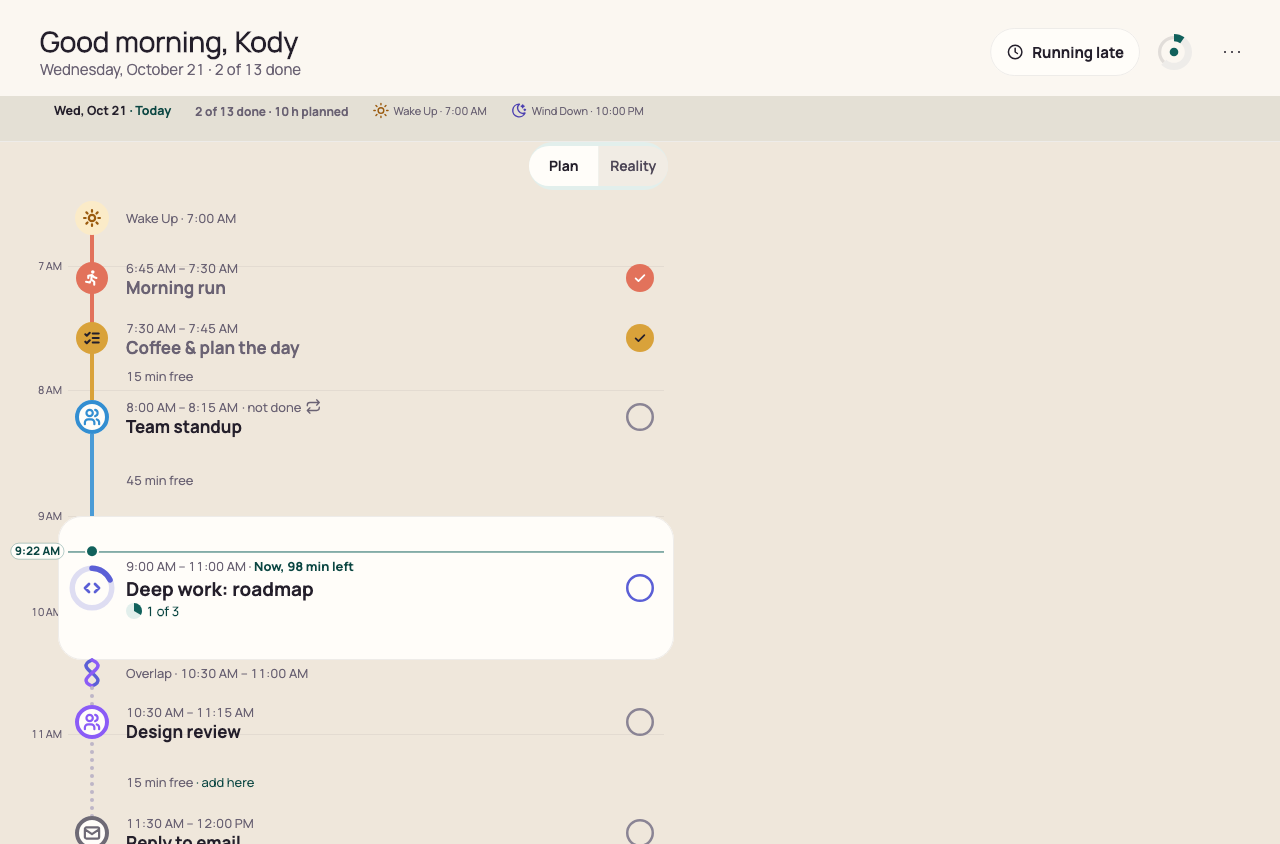 Good morning, Kody
Wednesday, October 21 · 2 of 13 done
Running late
Wed, Oct 21 · Today
2 of 13 done · 10 h planned
Wake Up · 7:00 AM
Wind Down · 10:00 PM
Plan
Reality
Wake Up · 7:00 AM
7 AM
6:45 AM – 7:30 AM
Morning run
7:30 AM – 7:45 AM
Coffee & plan the day
15 min free
8 AM
8:00 AM – 8:15 AM · not done
Team standup
45 min free
9 AM
9:22 AM
9:00 AM – 11:00 AM · Now, 98 min left
Deep work: roadmap
1 of 3
10 AM
Overlap · 10:30 AM – 11:00 AM
10:30 AM – 11:15 AM
Design review
11 AM
15 min free · add here
11:30 AM – 12:00 PM
Reply to email